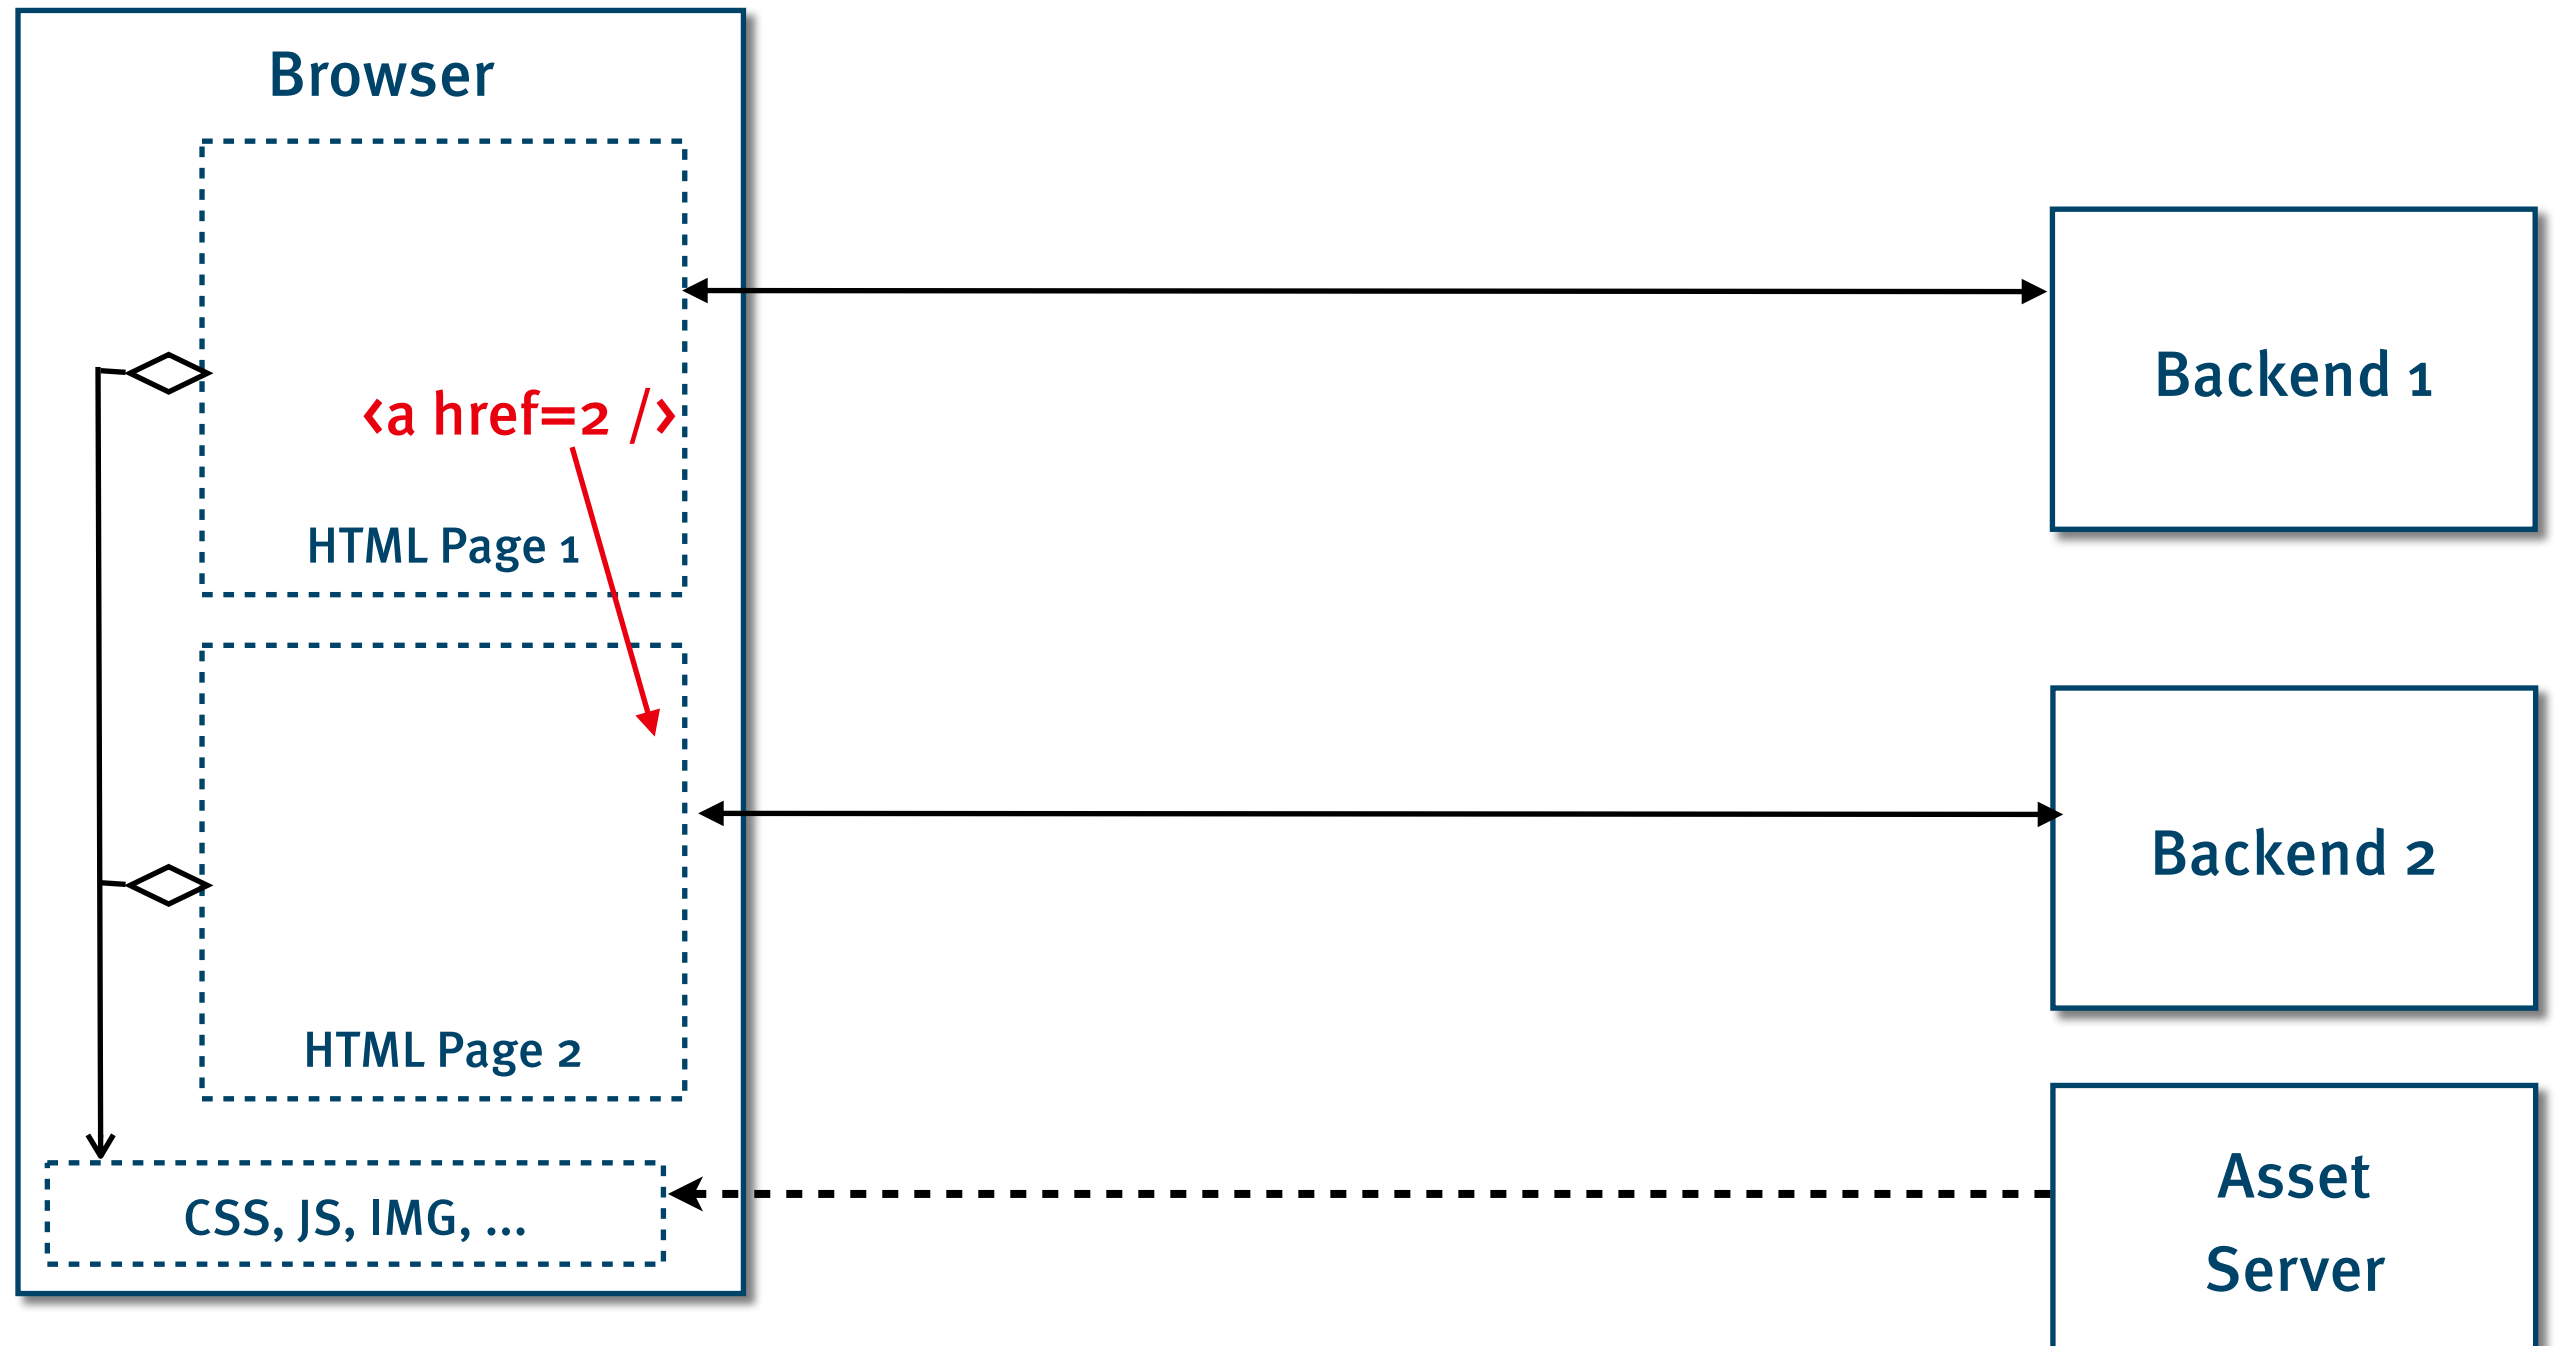 Browser
<a href=2 />
HTML Page 1
HTML Page 2
CSS, JS, IMG, ...
Backend 1
Backend 2
Asset
Server